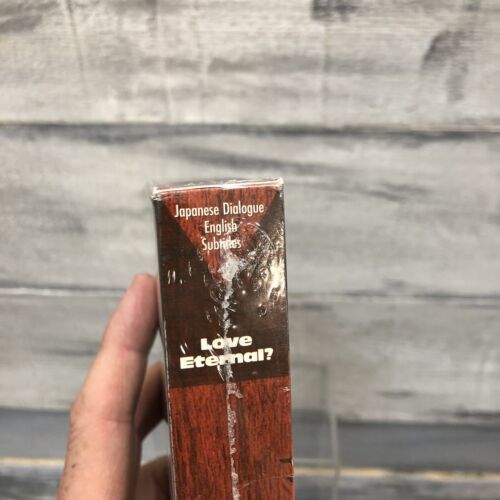 Japanese Dialogue
English
Subtitles
Love
Eternal?